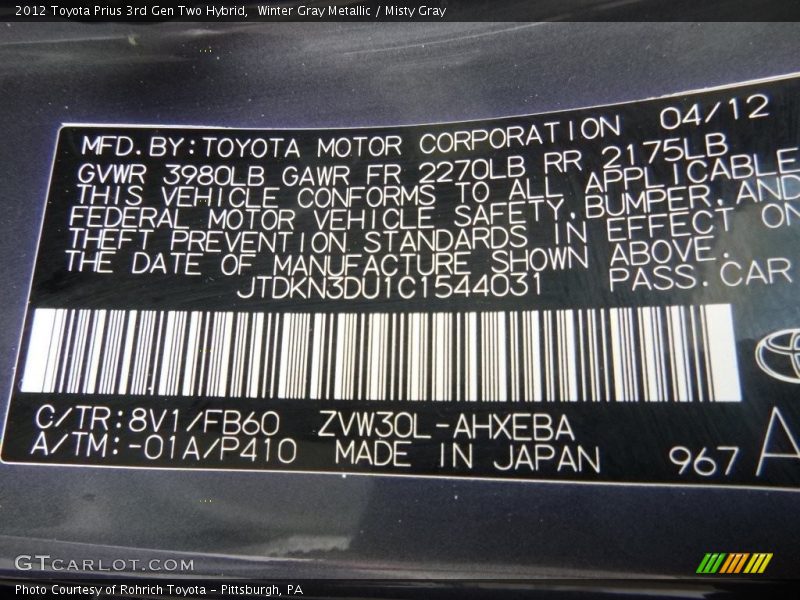 2012 Toyota Prius 3rd Gen Two Hybrid,  Winter Gray Metallic / Misty Gray
MFD.BY:TOYOTA MOTOR CORPORATION 04/12
GVWR 3980LB GAWR FR 2270LB RR 2175LB
THIS VEHICLE CONFORMS TO ALL APPLICABLE
FEDERAL MOTOR VEHICLE SAFETY,BUMPER,AND
THEFT PREVENTION STANDARDS IN EFFECT ON
THE DATE OF MANUFACTURE SHOWN ABOVE.
JTDKN3DU1C1544031 PASS.CAR
C/TR:8V1/FB60 ZVW30L-AHXEBA
A/TM:-01A/P410 MADE IN JAPAN 967 A
GTCARLOT.COM
Photo Courtesy of Rohrich Toyota - Pittsburgh, PA